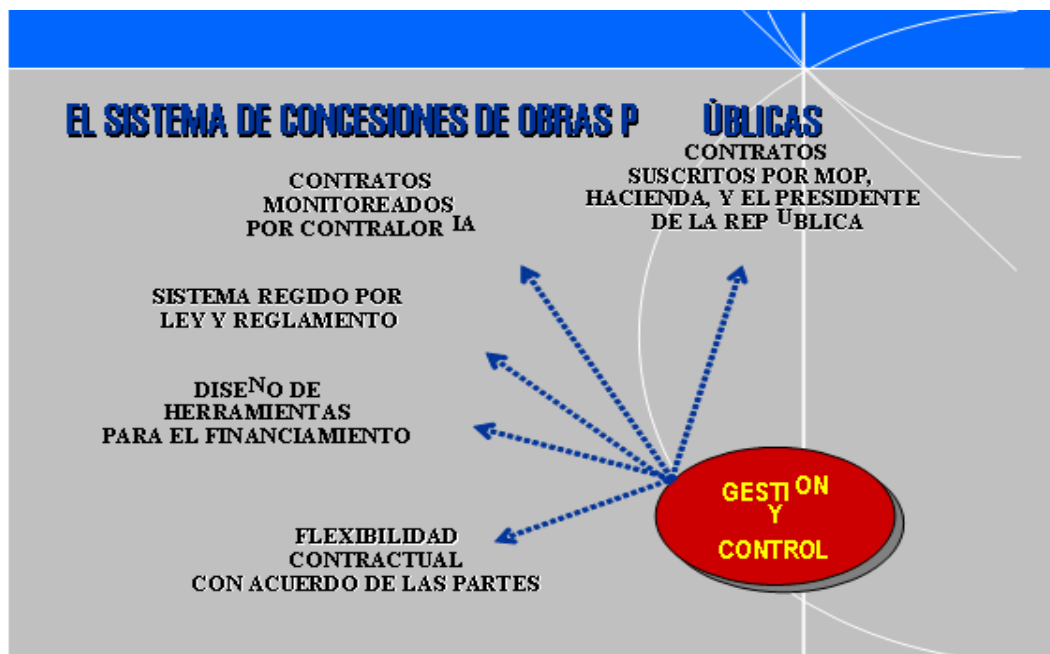 EL SISTEMA DE CONCESIONES DE OBRAS P ÚBLICAS
CONTRATOS
SUSCRITOS POR MOP,
HACIENDA, Y EL PRESIDENTE
DE LA REP UBLICA
CONTRATOS
MONITOREADOS
POR CONTRALOR IA
SISTEMA REGIDO POR
LEY Y REGLAMENTO
DISENO DE
HERRAMIENTAS
PARA EL FINANCIAMIENTO
FLEXIBILIDAD
CONTRACTUAL
CON ACUERDO DE LAS PARTES
GESTI ON
Y
CONTROL